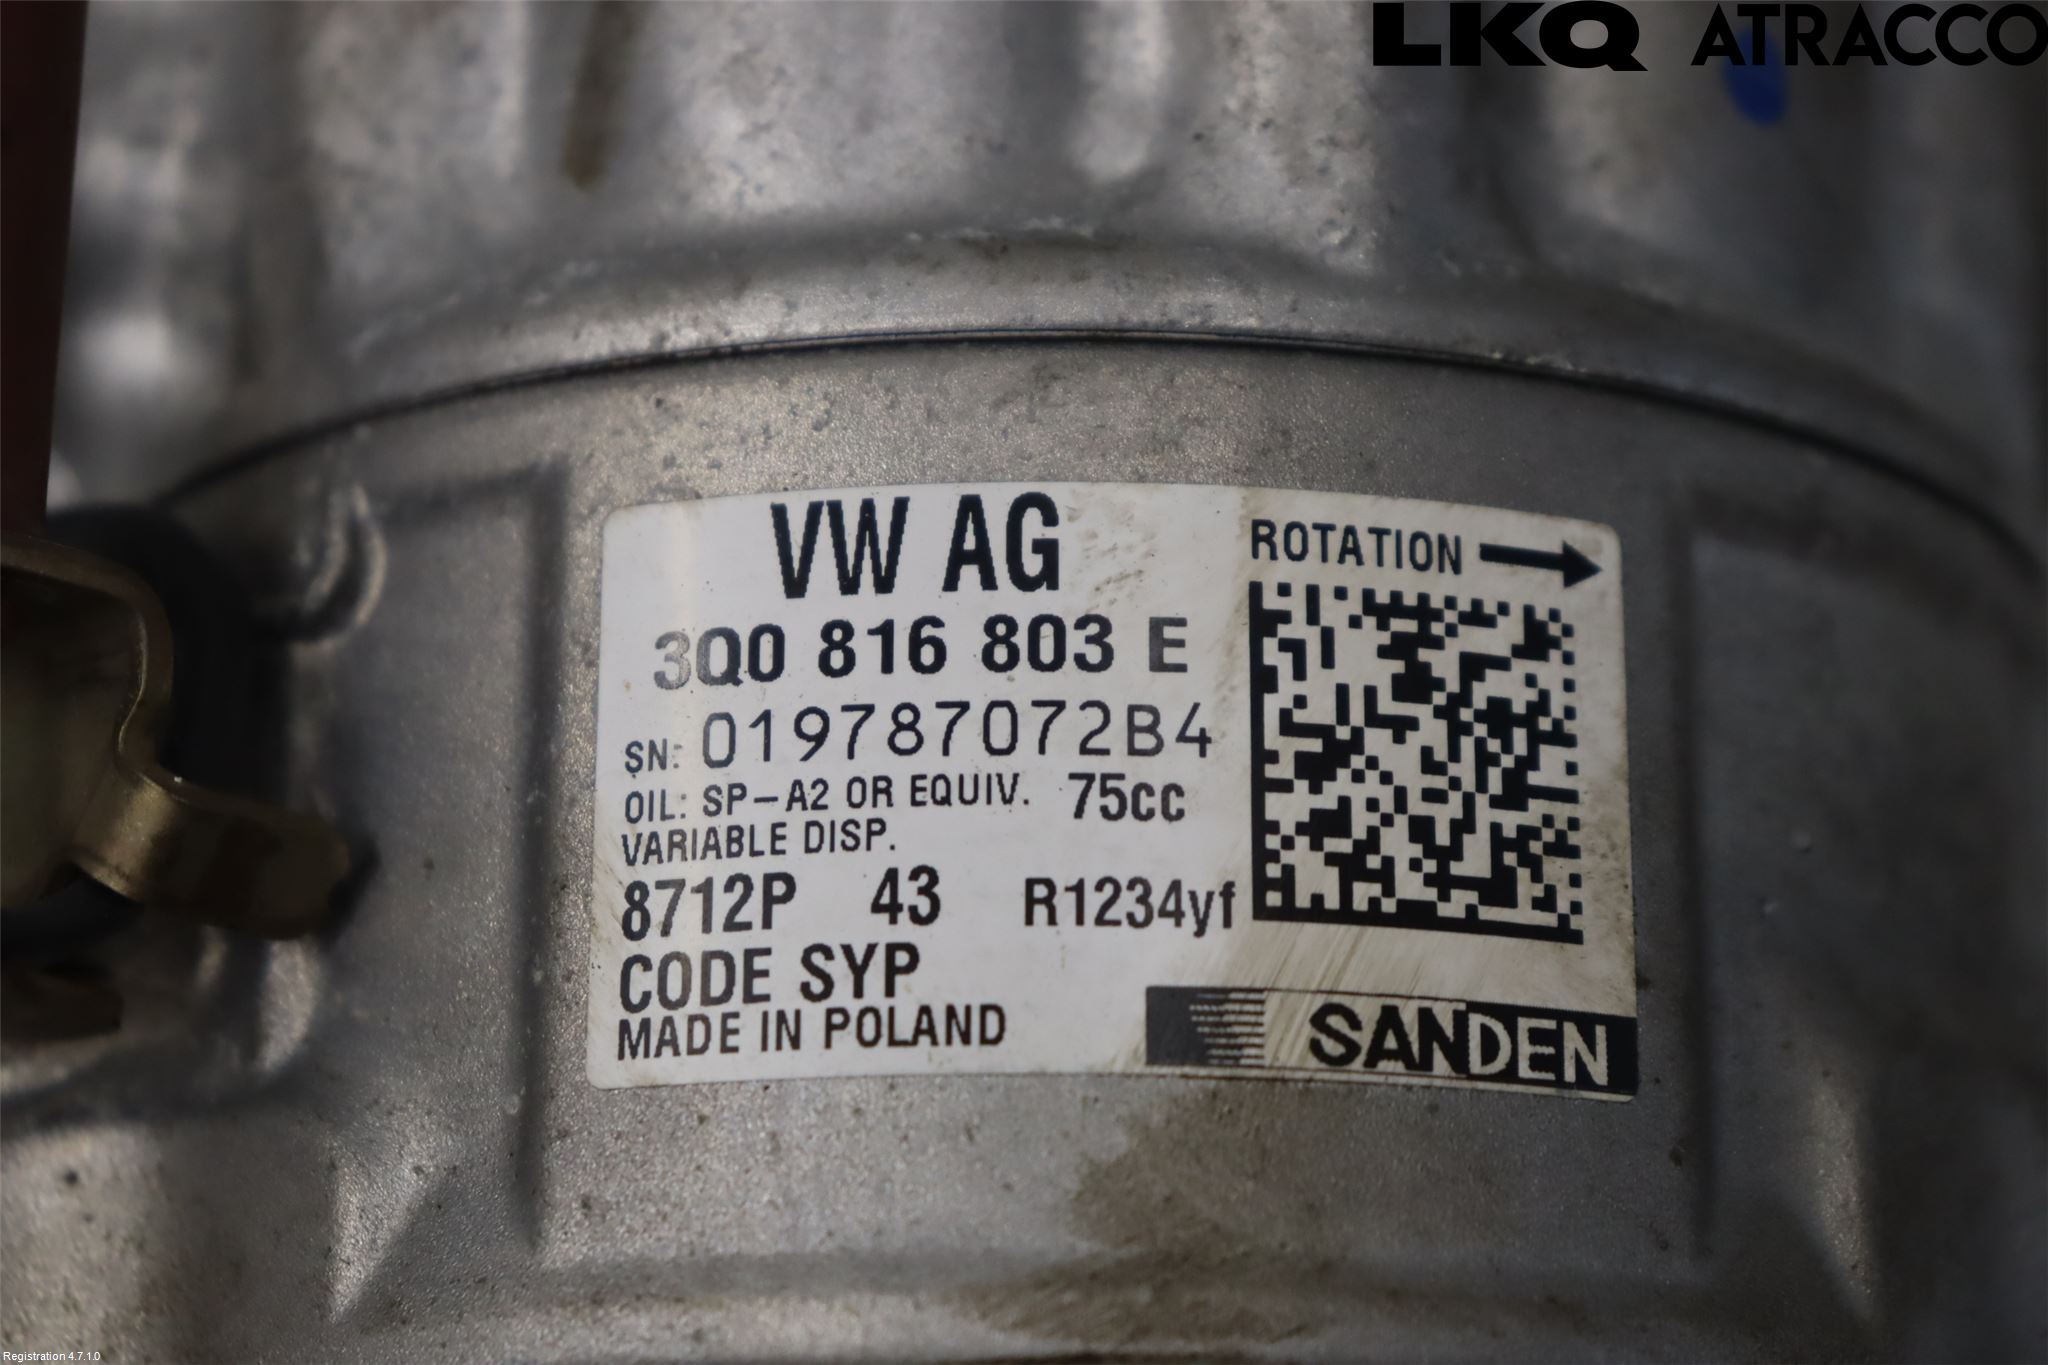 LKQ ATRACCO
VW AG
ROTATION
3Q0 816 803 E
SN: 019787072B4
OIL: SP-A2 OR EQUIV. 75cc
VARIABLE DISP.
8712P 43 R1234yf
CODE SYP
MADE IN POLAND
SANDEN
Registration 4.7.1.0